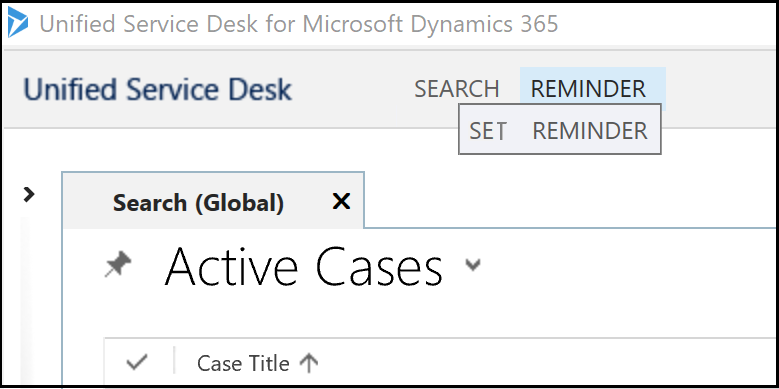 Unified Service Desk for Microsoft Dynamics 365
Unified Service Desk SEARCH REMINDER
SET REMINDER
Search (Global)
Active Cases
Case Title